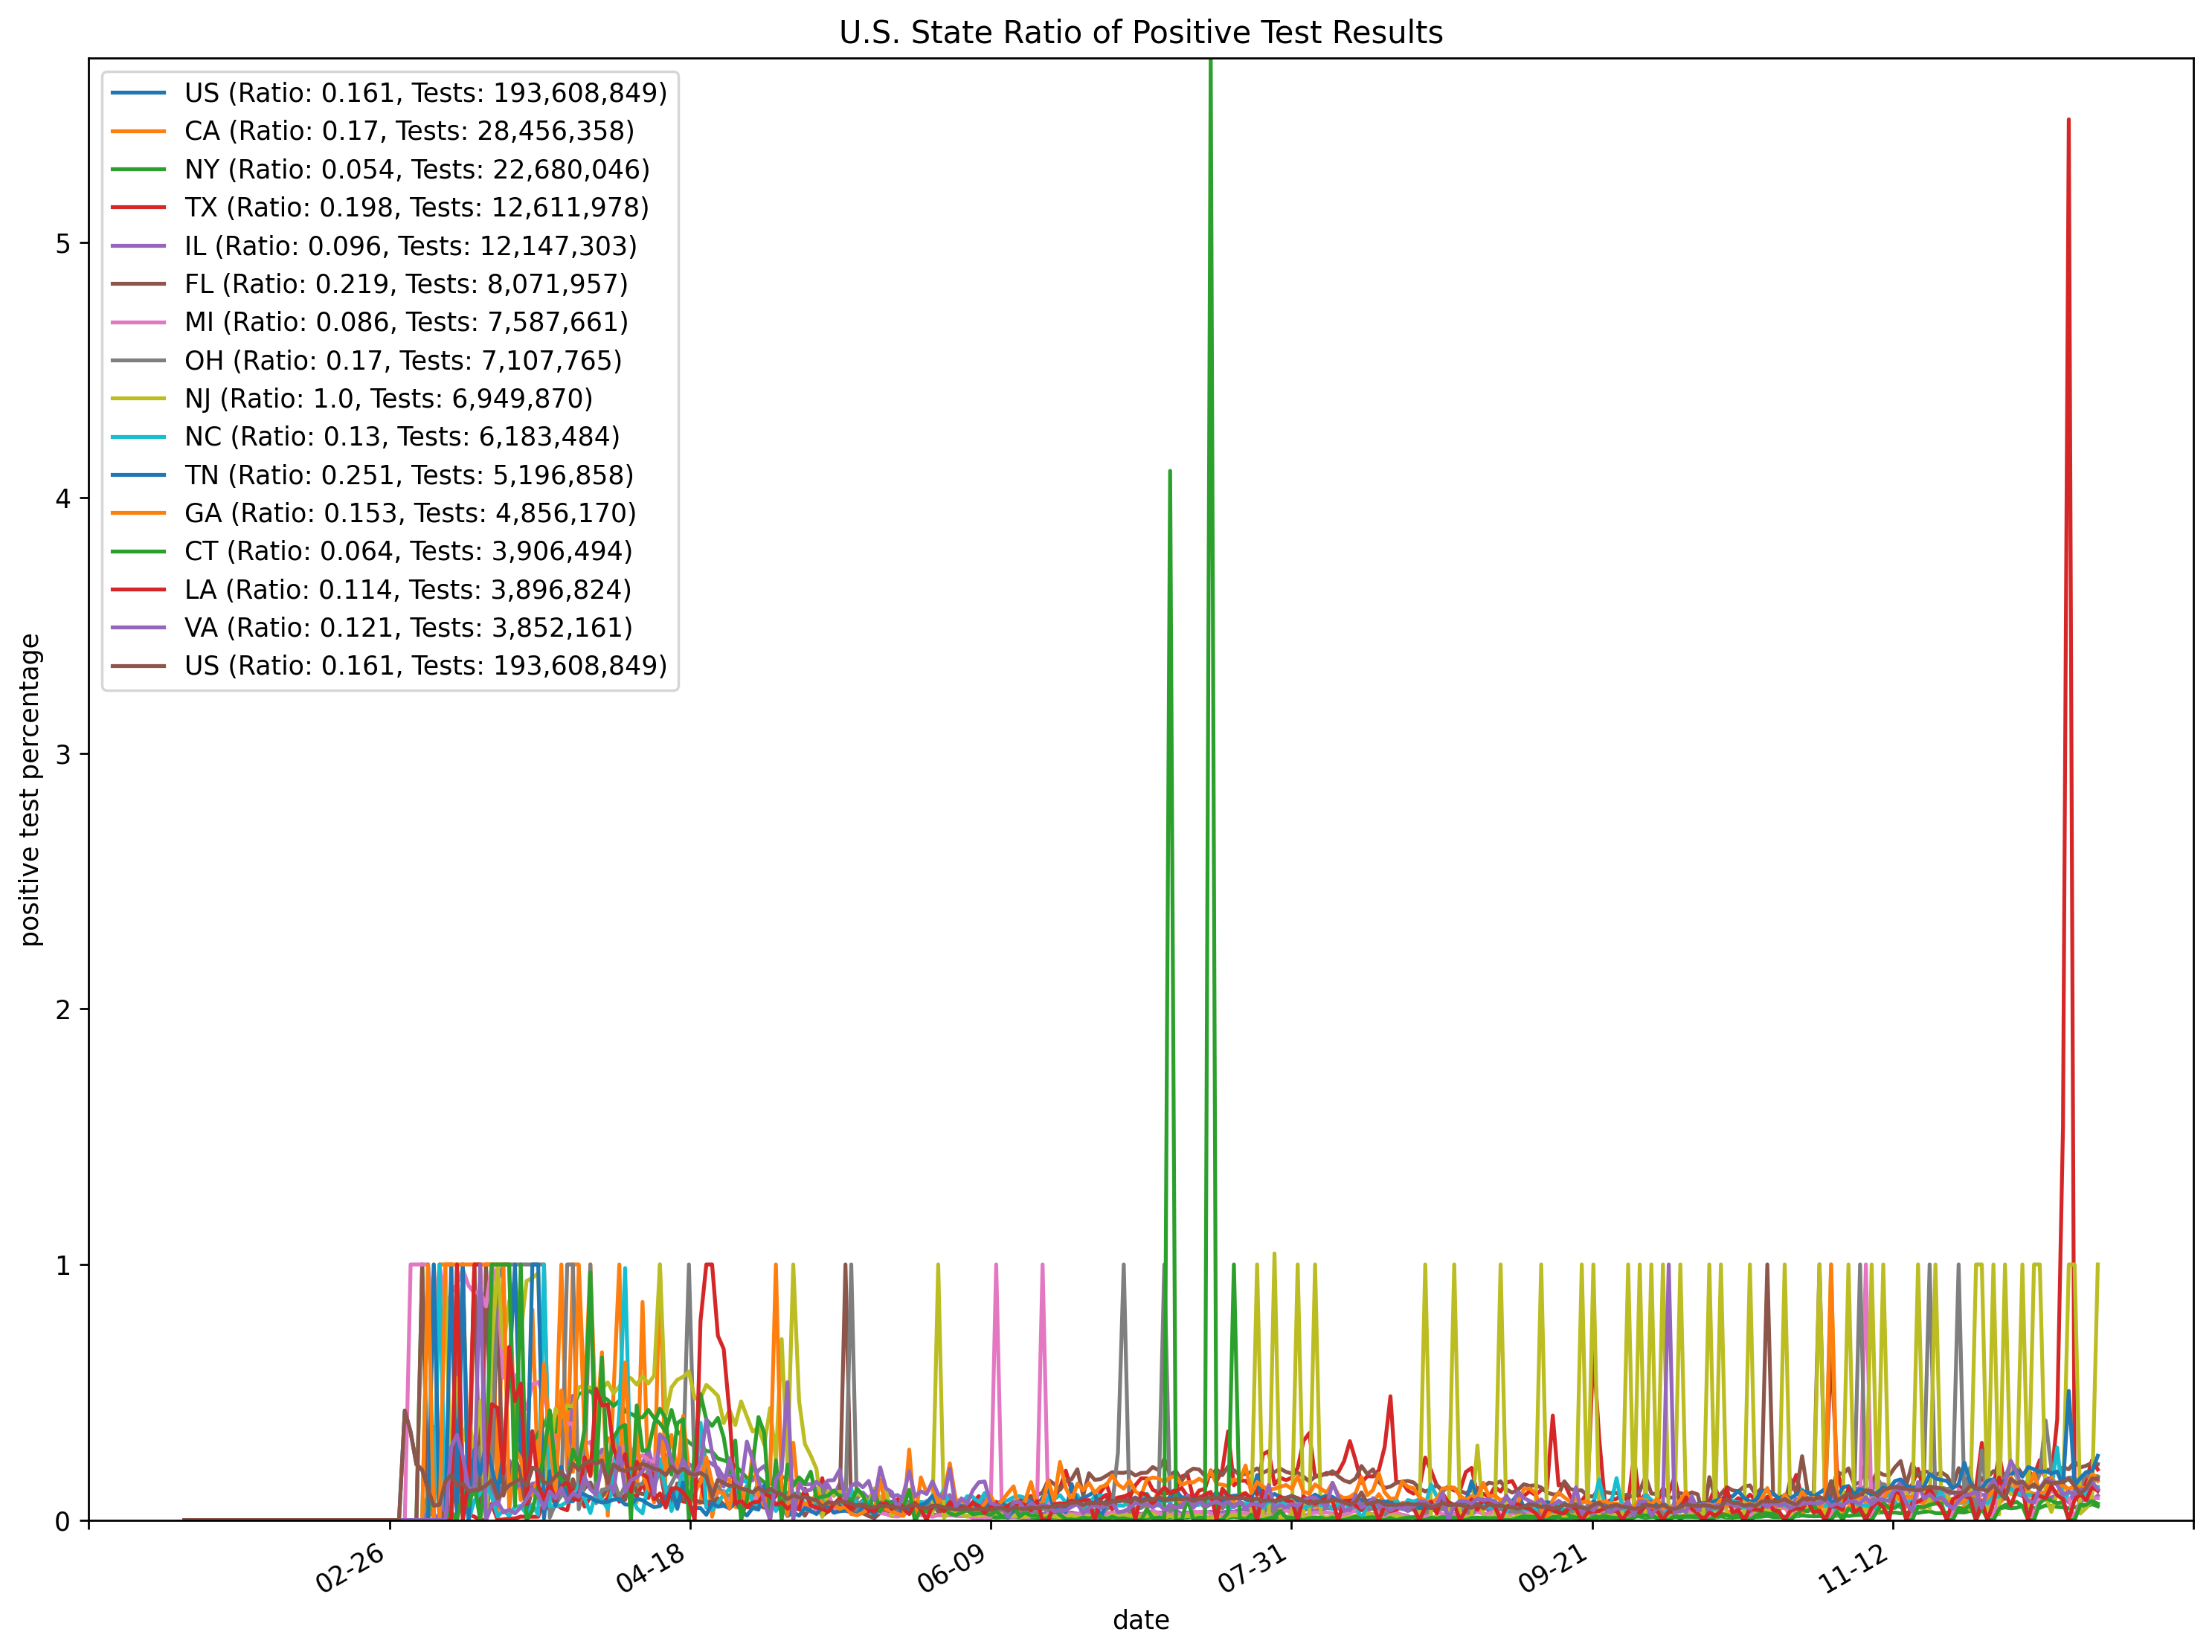 U.S. State Ratio of Positive Test Results
US (Ratio: 0.161, Tests: 193,608,849)
CA (Ratio: 0.17, Tests: 28,456,358)
NY (Ratio: 0.054, Tests: 22,680,046)
TX (Ratio: 0.198, Tests: 12,611,978)
IL (Ratio: 0.096, Tests: 12,147,303)
FL (Ratio: 0.219, Tests: 8,071,957)
MI (Ratio: 0.086, Tests: 7,587,661)
OH (Ratio: 0.17, Tests: 7,107,765)
NJ (Ratio: 1.0, Tests: 6,949,870)
NC (Ratio: 0.13, Tests: 6,183,484)
TN (Ratio: 0.251, Tests: 5,196,858)
GA (Ratio: 0.153, Tests: 4,856,170)
CT (Ratio: 0.064, Tests: 3,906,494)
LA (Ratio: 0.114, Tests: 3,896,824)
VA (Ratio: 0.121, Tests: 3,852,161)
US (Ratio: 0.161, Tests: 193,608,849)
positive test percentage
5
4
3
2
1
0
02-26
04-18
06-09
07-31
09-21
11-12
date